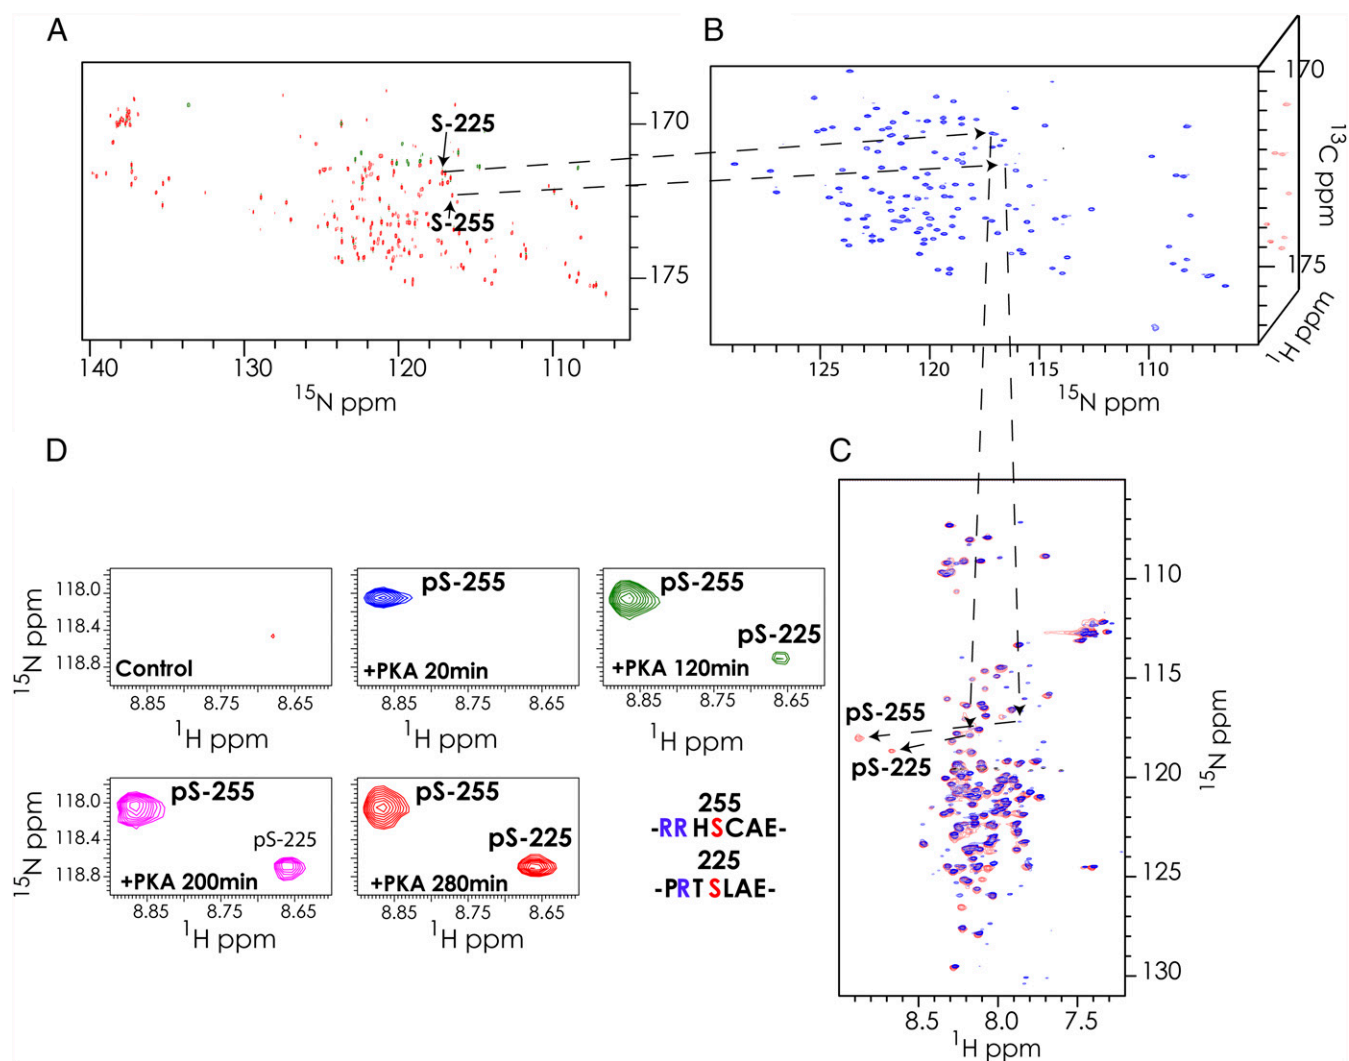 A
S-225
S-255
170
175
140
130
120
110
15N ppm
B
170
175
13C ppm
1H ppm
125
120
115
110
15N ppm
C
pS-255
pS-225
110
115
120
125
130
15N ppm
8.5
8.0
7.5
1H ppm
D
15N ppm
118.0
118.4
118.8
Control
8.85
8.75
8.65
1H ppm
pS-255
+PKA 20min
8.85
8.75
8.65
1H ppm
pS-255
pS-225
+PKA 120min
8.85
8.75
8.65
1H ppm
15N ppm
118.0
118.4
118.8
pS-255
pS-225
+PKA 200min
8.85
8.75
8.65
1H ppm
pS-255
pS-225
+PKA 280min
8.85
8.75
8.65
1H ppm
255
-RRHSCAE-
225
-PRTSLAE-